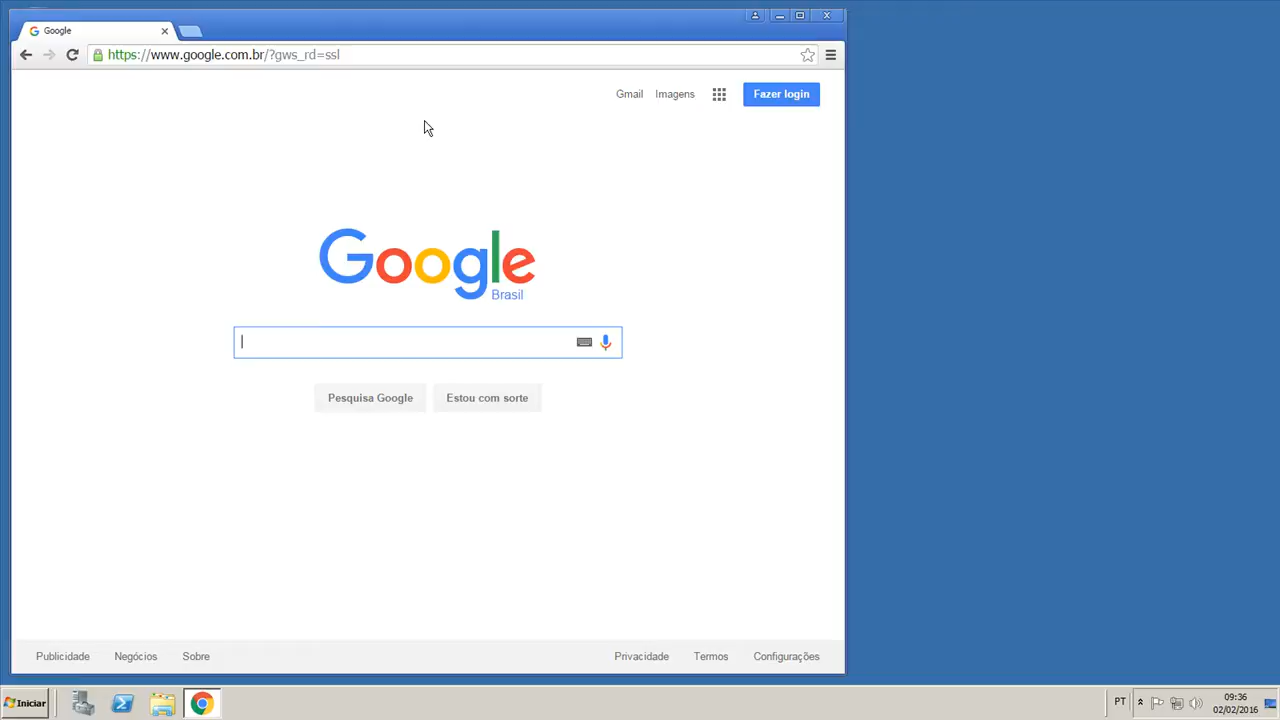 Google
https://www.google.com.br/?gws_rd=ssl
Gmail Imagens Fazer login
Google
Brasil
Pesquisa Google Estou com sorte
Publicidade Negócios Sobre Privacidade Termos Configurações
Iniciar PT 09:36
02/02/2016